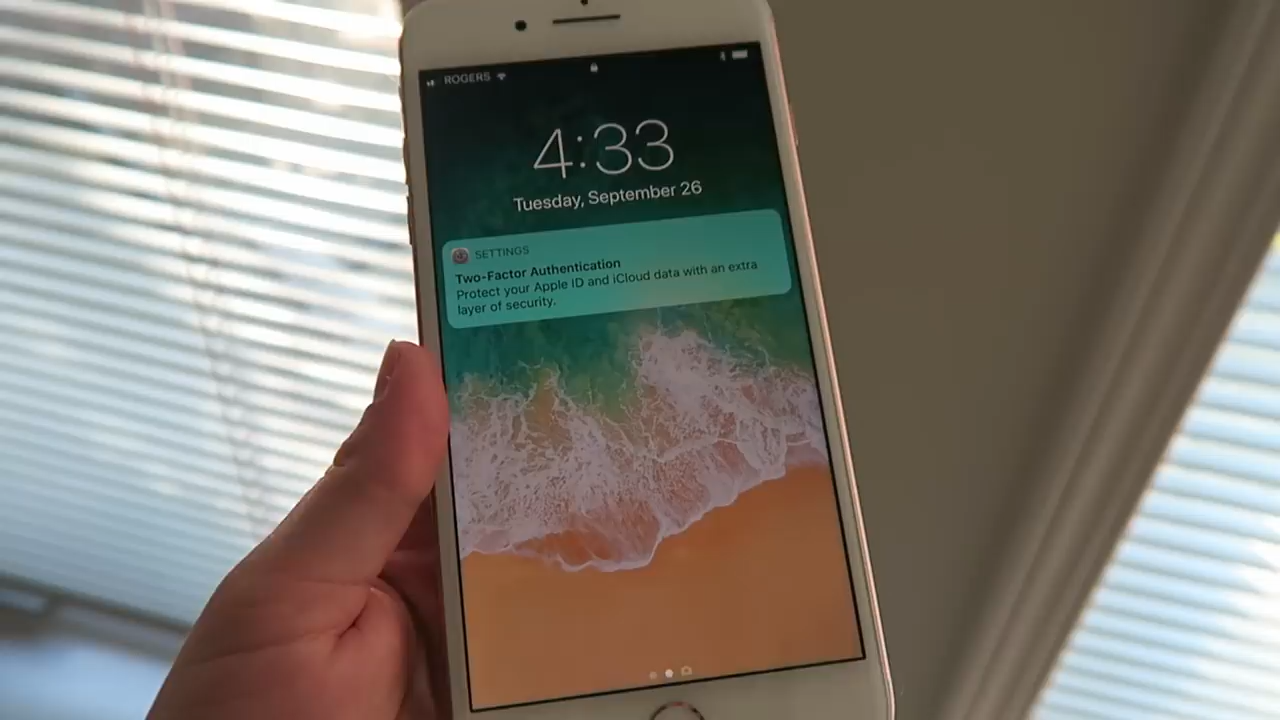 ROGERS
4:33
Tuesday, September 26
SETTINGS
Two-Factor Authentication
Protect your Apple ID and iCloud data with an extra
layer of security.